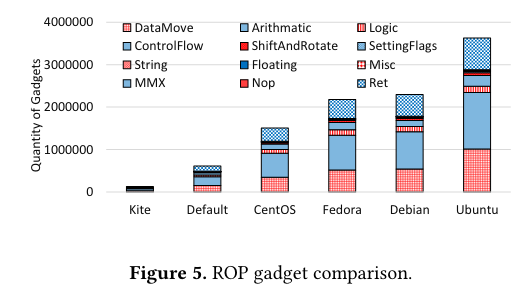 4000000
3000000
2000000
1000000
0
Quantity of Gadgets
DataMove Arithmatic Logic
ControlFlow ShiftAndRotate SettingFlags
String Floating Misc
MMX Nop Ret
Kite Default CentOS Fedora Debian Ubuntu
Figure 5. ROP gadget comparison.